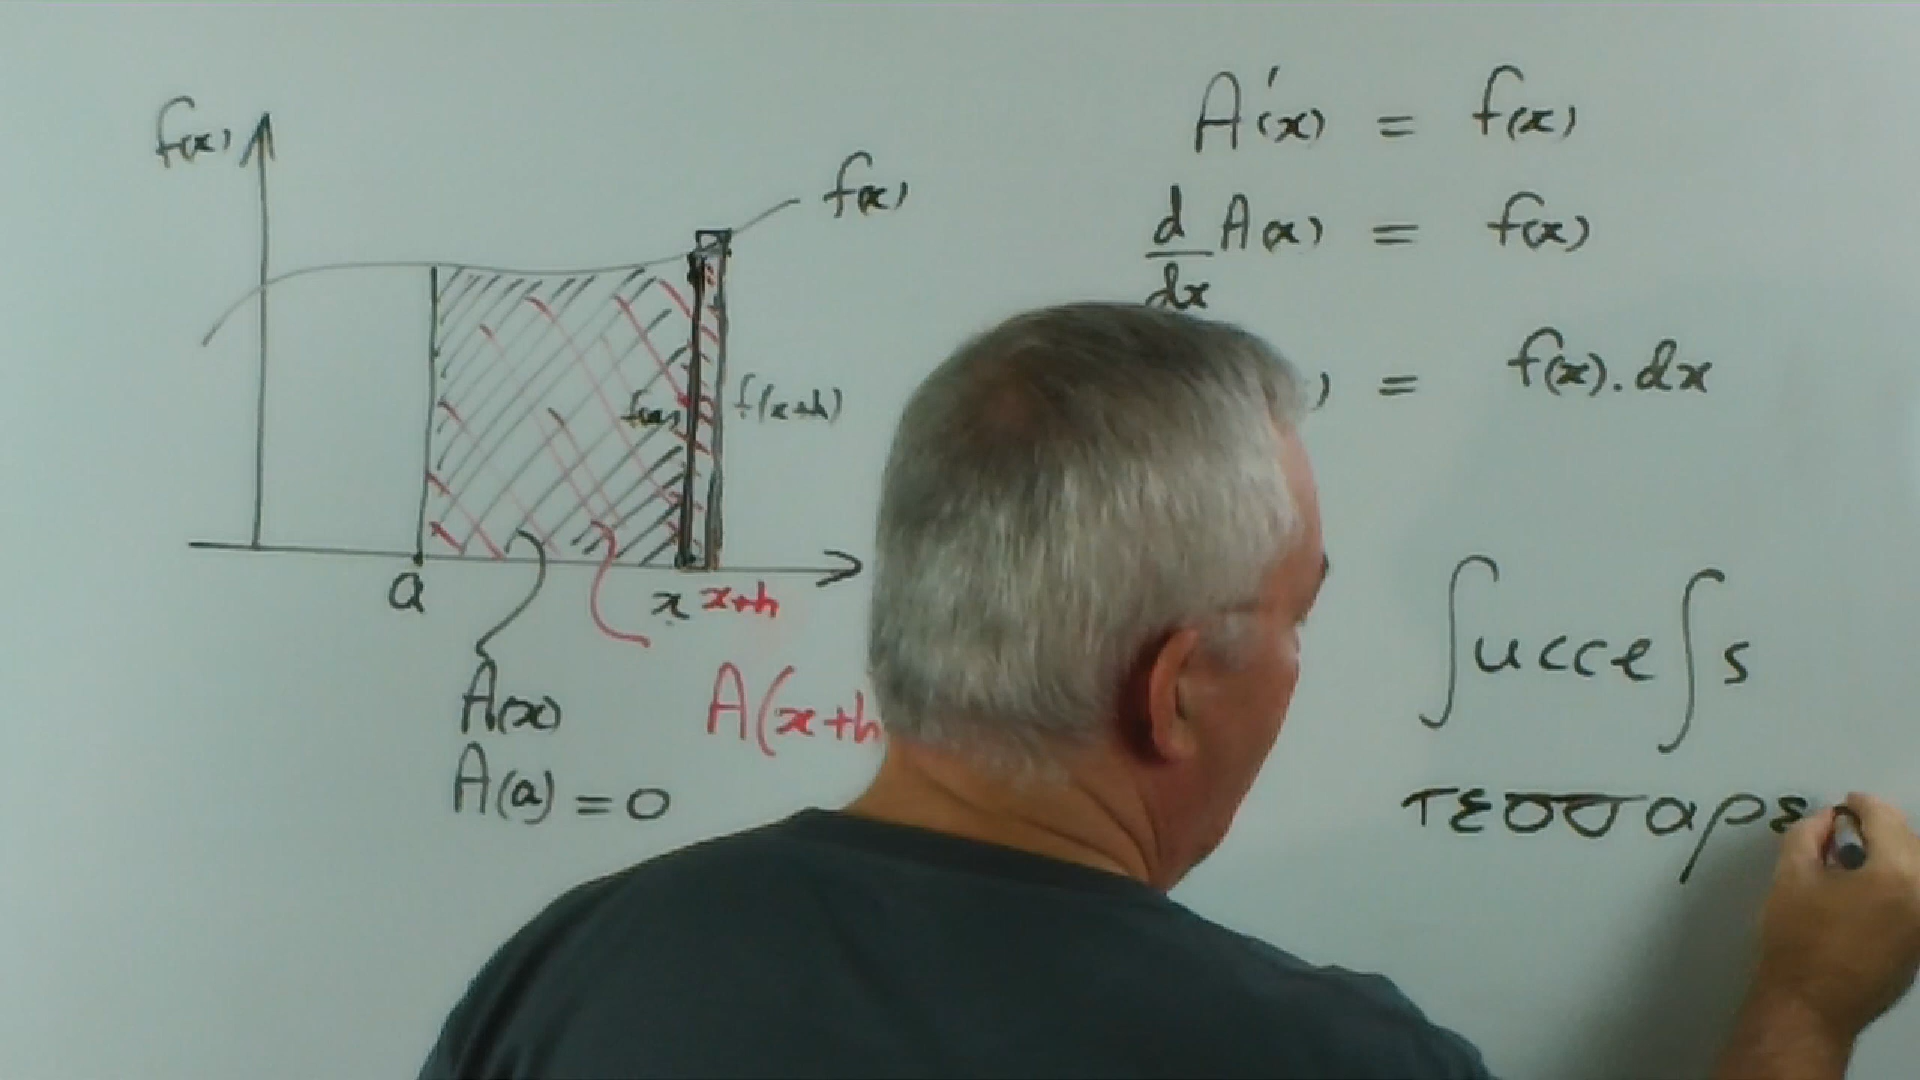 f(x)
f(x)
f(x) f(x+h)
a x x+h
A(x) A(x+h
A(a) = 0
A'(x) = f(x)
d/dx A(x) = f(x)
) = f(x).dx
∫ucce∫s
τεσσαρε